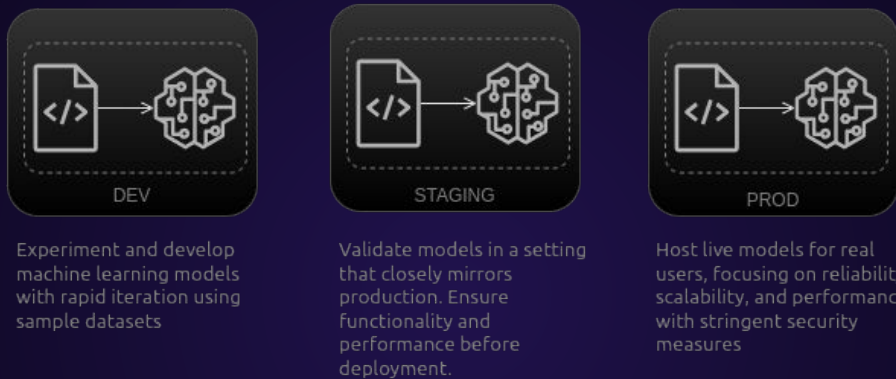 </>
DEV
Experiment and develop
machine learning models
with rapid iteration using
sample datasets
</>
STAGING
Validate models in a setting
that closely mirrors
production. Ensure
functionality and
performance before
deployment.
</>
PROD
Host live models for real
users, focusing on reliabilit
scalability, and performanc
with stringent security
measures